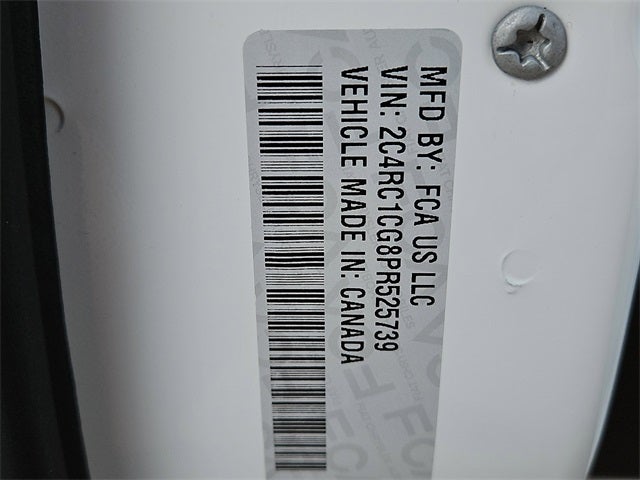 MFD BY: FCA US LLC
VIN: 2C4RC1CG8PR525739
VEHICLE MADE IN: CANADA